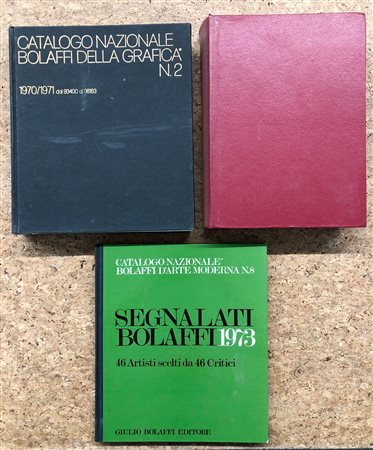 CATALOGO NAZIONALE
BOLAFFI DELLA GRAFICA*
N.2
1970/1971 dal 93400 al 18183
CATALOGO NAZIONALE*
BOLAFFI D'ARTE MODERNA N.8
SEGNALATI
BOLAFFI 1973
46 Artisti scelti da 46 Critici
GIULIO BOLAFFI EDITORE